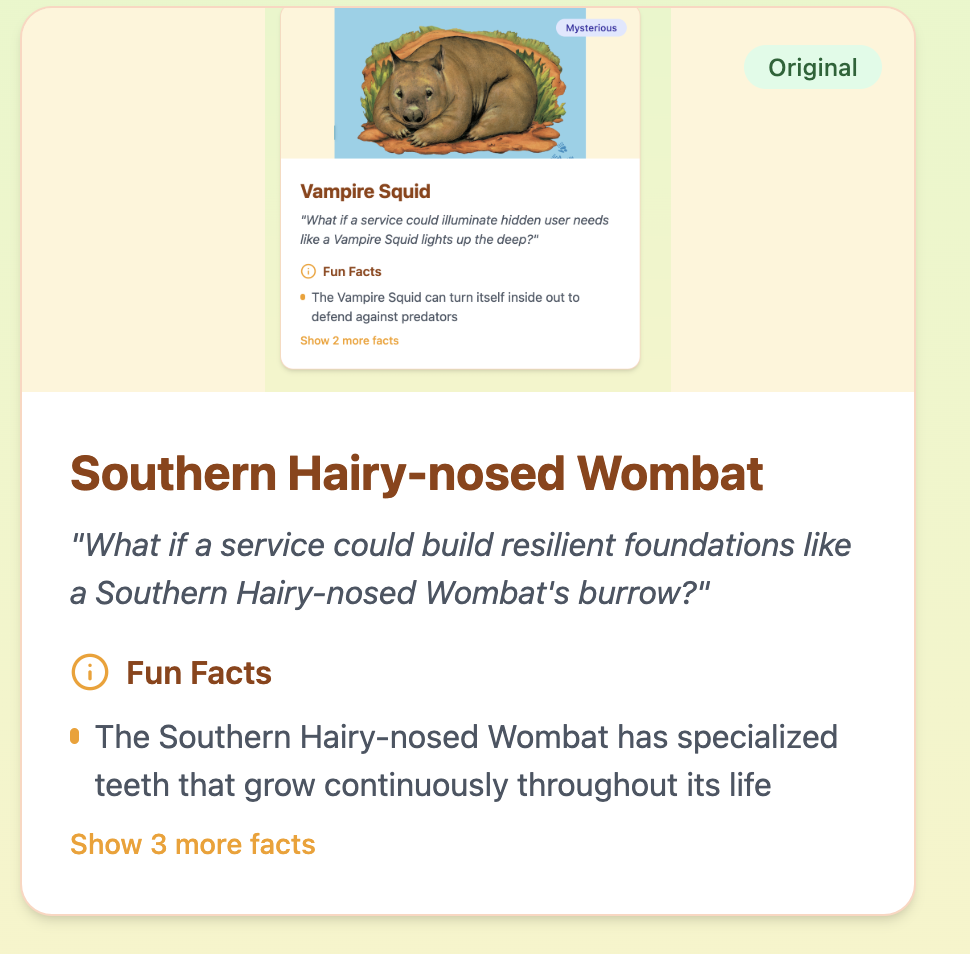 Mysterious
Original
Vampire Squid
"What if a service could illuminate hidden user needs
like a Vampire Squid lights up the deep?"
Fun Facts
The Vampire Squid can turn itself inside out to
defend against predators
Show 2 more facts
Southern Hairy-nosed Wombat
"What if a service could build resilient foundations like
a Southern Hairy-nosed Wombat's burrow?"
Fun Facts
The Southern Hairy-nosed Wombat has specialized
teeth that grow continuously throughout its life
Show 3 more facts